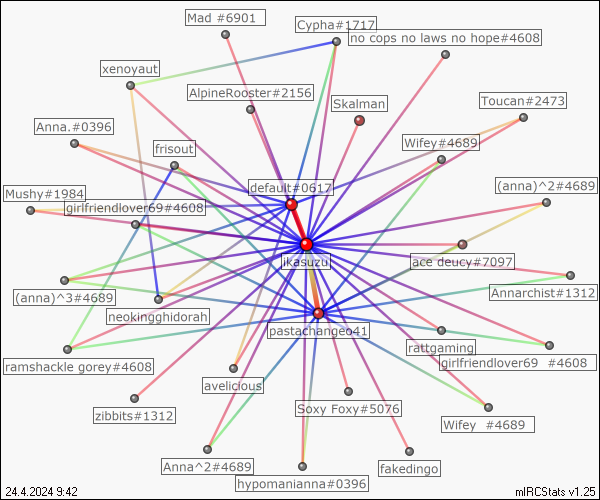 Mad #6901
Cypha#1717
no cops no laws no hope#4608
xenoyaut
AlpineRooster#2156
Skalman
Toucan#2473
Anna.#0396
frisout
Wifey#4689
default#0617
(anna)^2#4689
Mushy#1984
girlfriendlover69#4608
ikasuzu
ace deucy#7097
(anna)^3#4689
Annarchist#1312
neokingghidorah
pastachange041
rattgaming
ramshackle gorey#4608
girlfriendlover69 #4608
avelicious
zibbits#1312
Soxy Foxy#5076
Wifey #4689
Anna^2#4689
hypomanianna#0396
fakedingo
24.4.2024 9:42
mIRCStats v1.25